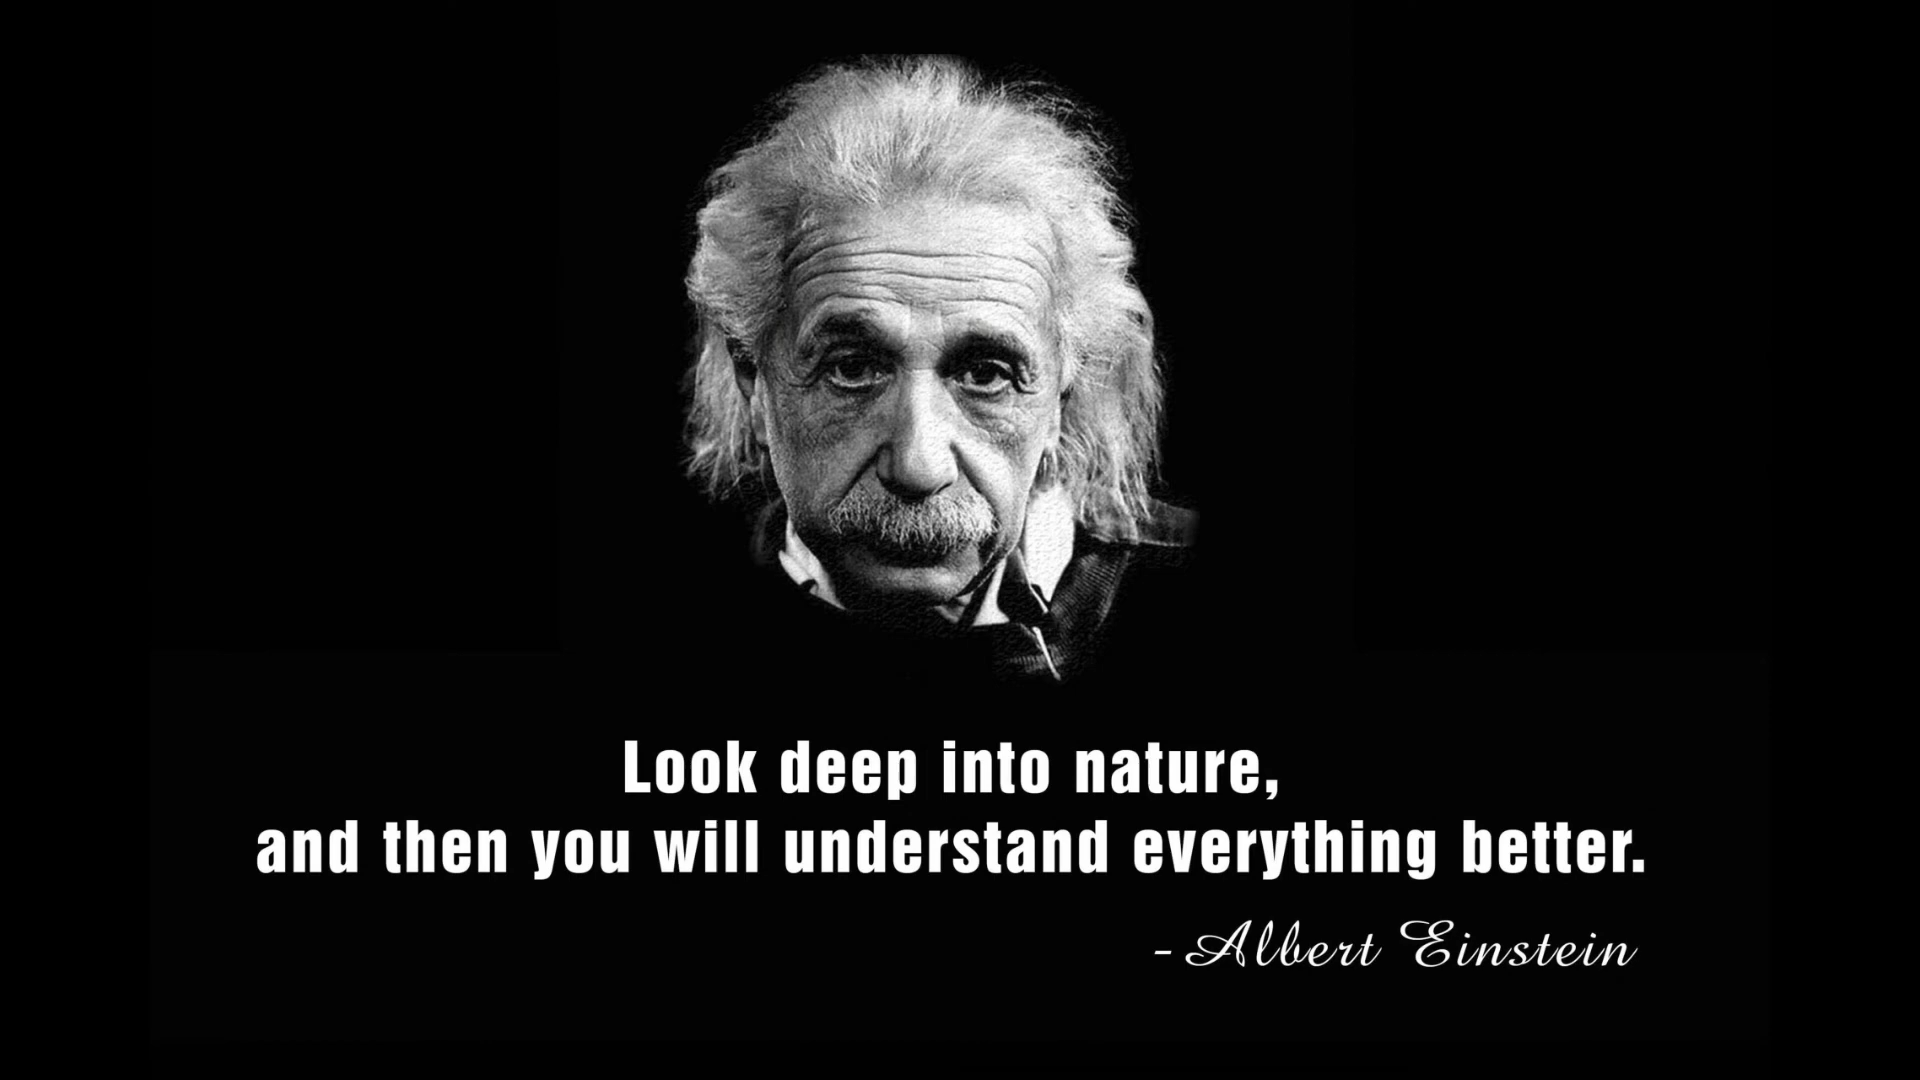 Look deep into nature,
and then you will understand everything better.
- Albert Einstein